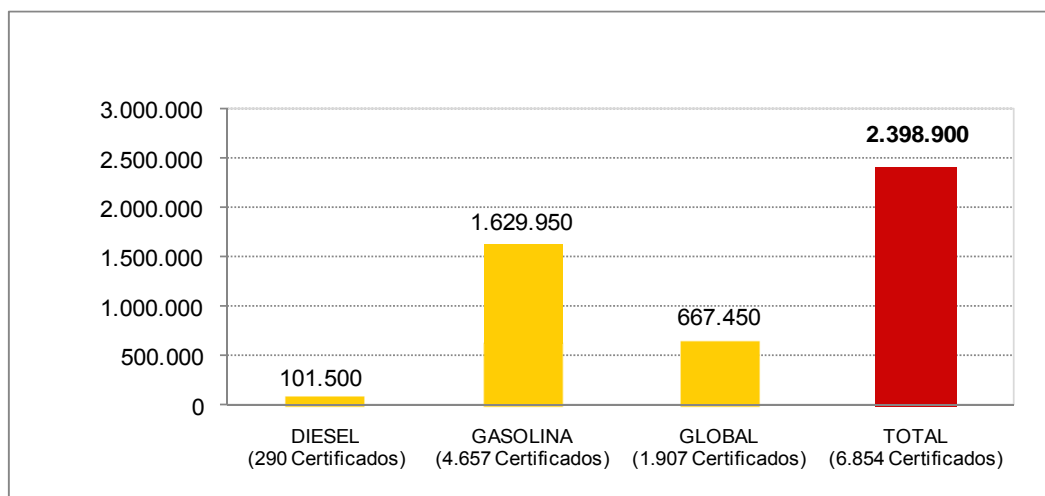 3.000.000
2.500.000
2.000.000
1.500.000
1.000.000
500.000
0
101.500
1.629.950
667.450
2.398.900
DIESEL
(290 Certificados)
GASOLINA
(4.657 Certificados)
GLOBAL
(1.907 Certificados)
TOTAL
(6.854 Certificados)